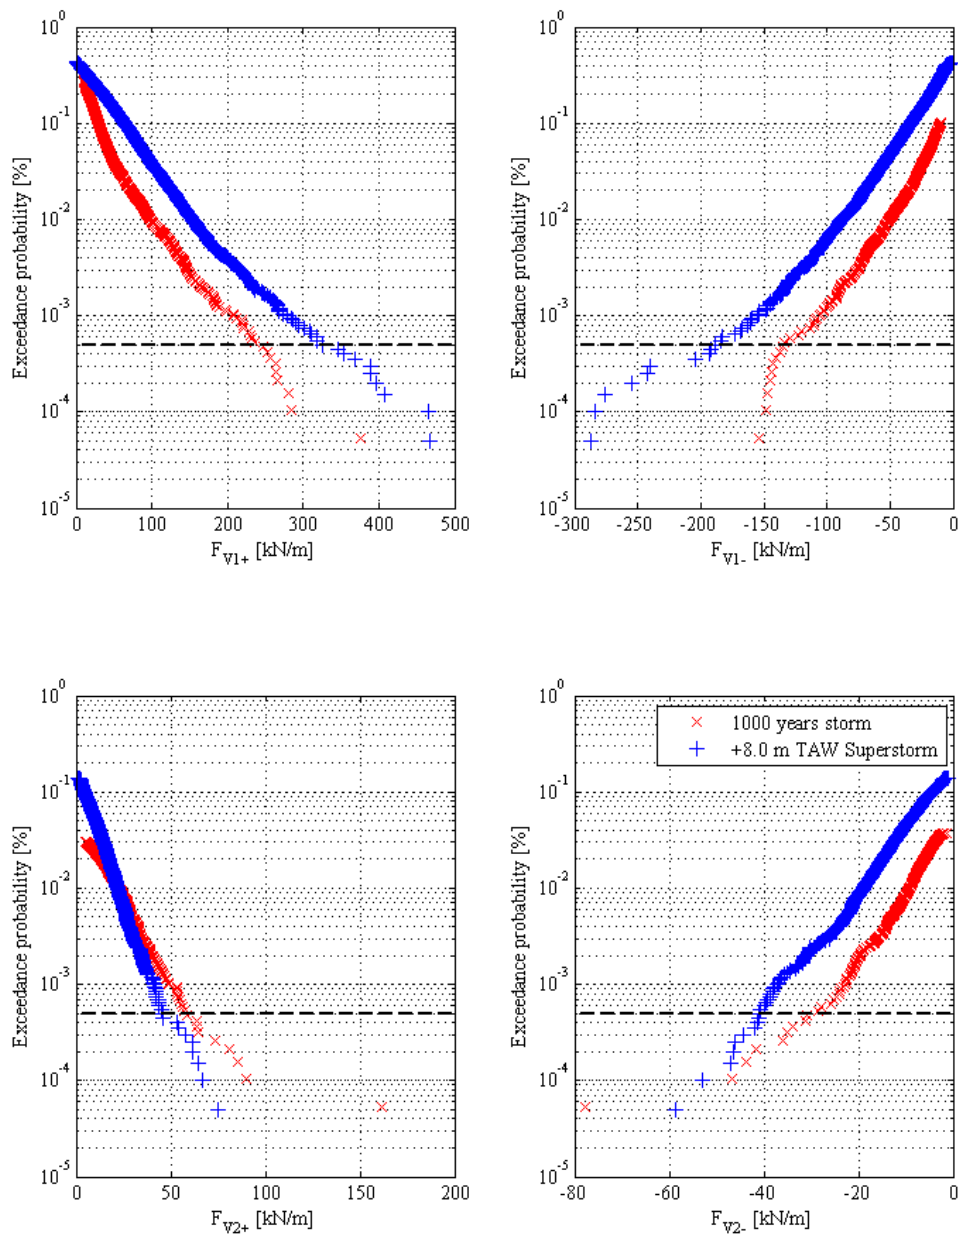 10^0
10^-1
10^-2
10^-3
10^-4
10^-5
Exceedance probability [%]
0 100 200 300 400 500
F_V1+ [kN/m]
10^0
10^-1
10^-2
10^-3
10^-4
10^-5
Exceedance probability [%]
-300 -250 -200 -150 -100 -50 0
F_V1- [kN/m]
10^0
10^-1
10^-2
10^-3
10^-4
10^-5
Exceedance probability [%]
0 50 100 150 200
F_V2+ [kN/m]
10^0
10^-1
10^-2
10^-3
10^-4
10^-5
Exceedance probability [%]
1000 years storm
+8.0 m TAW Superstorm
-80 -60 -40 -20 0
F_V2- [kN/m]